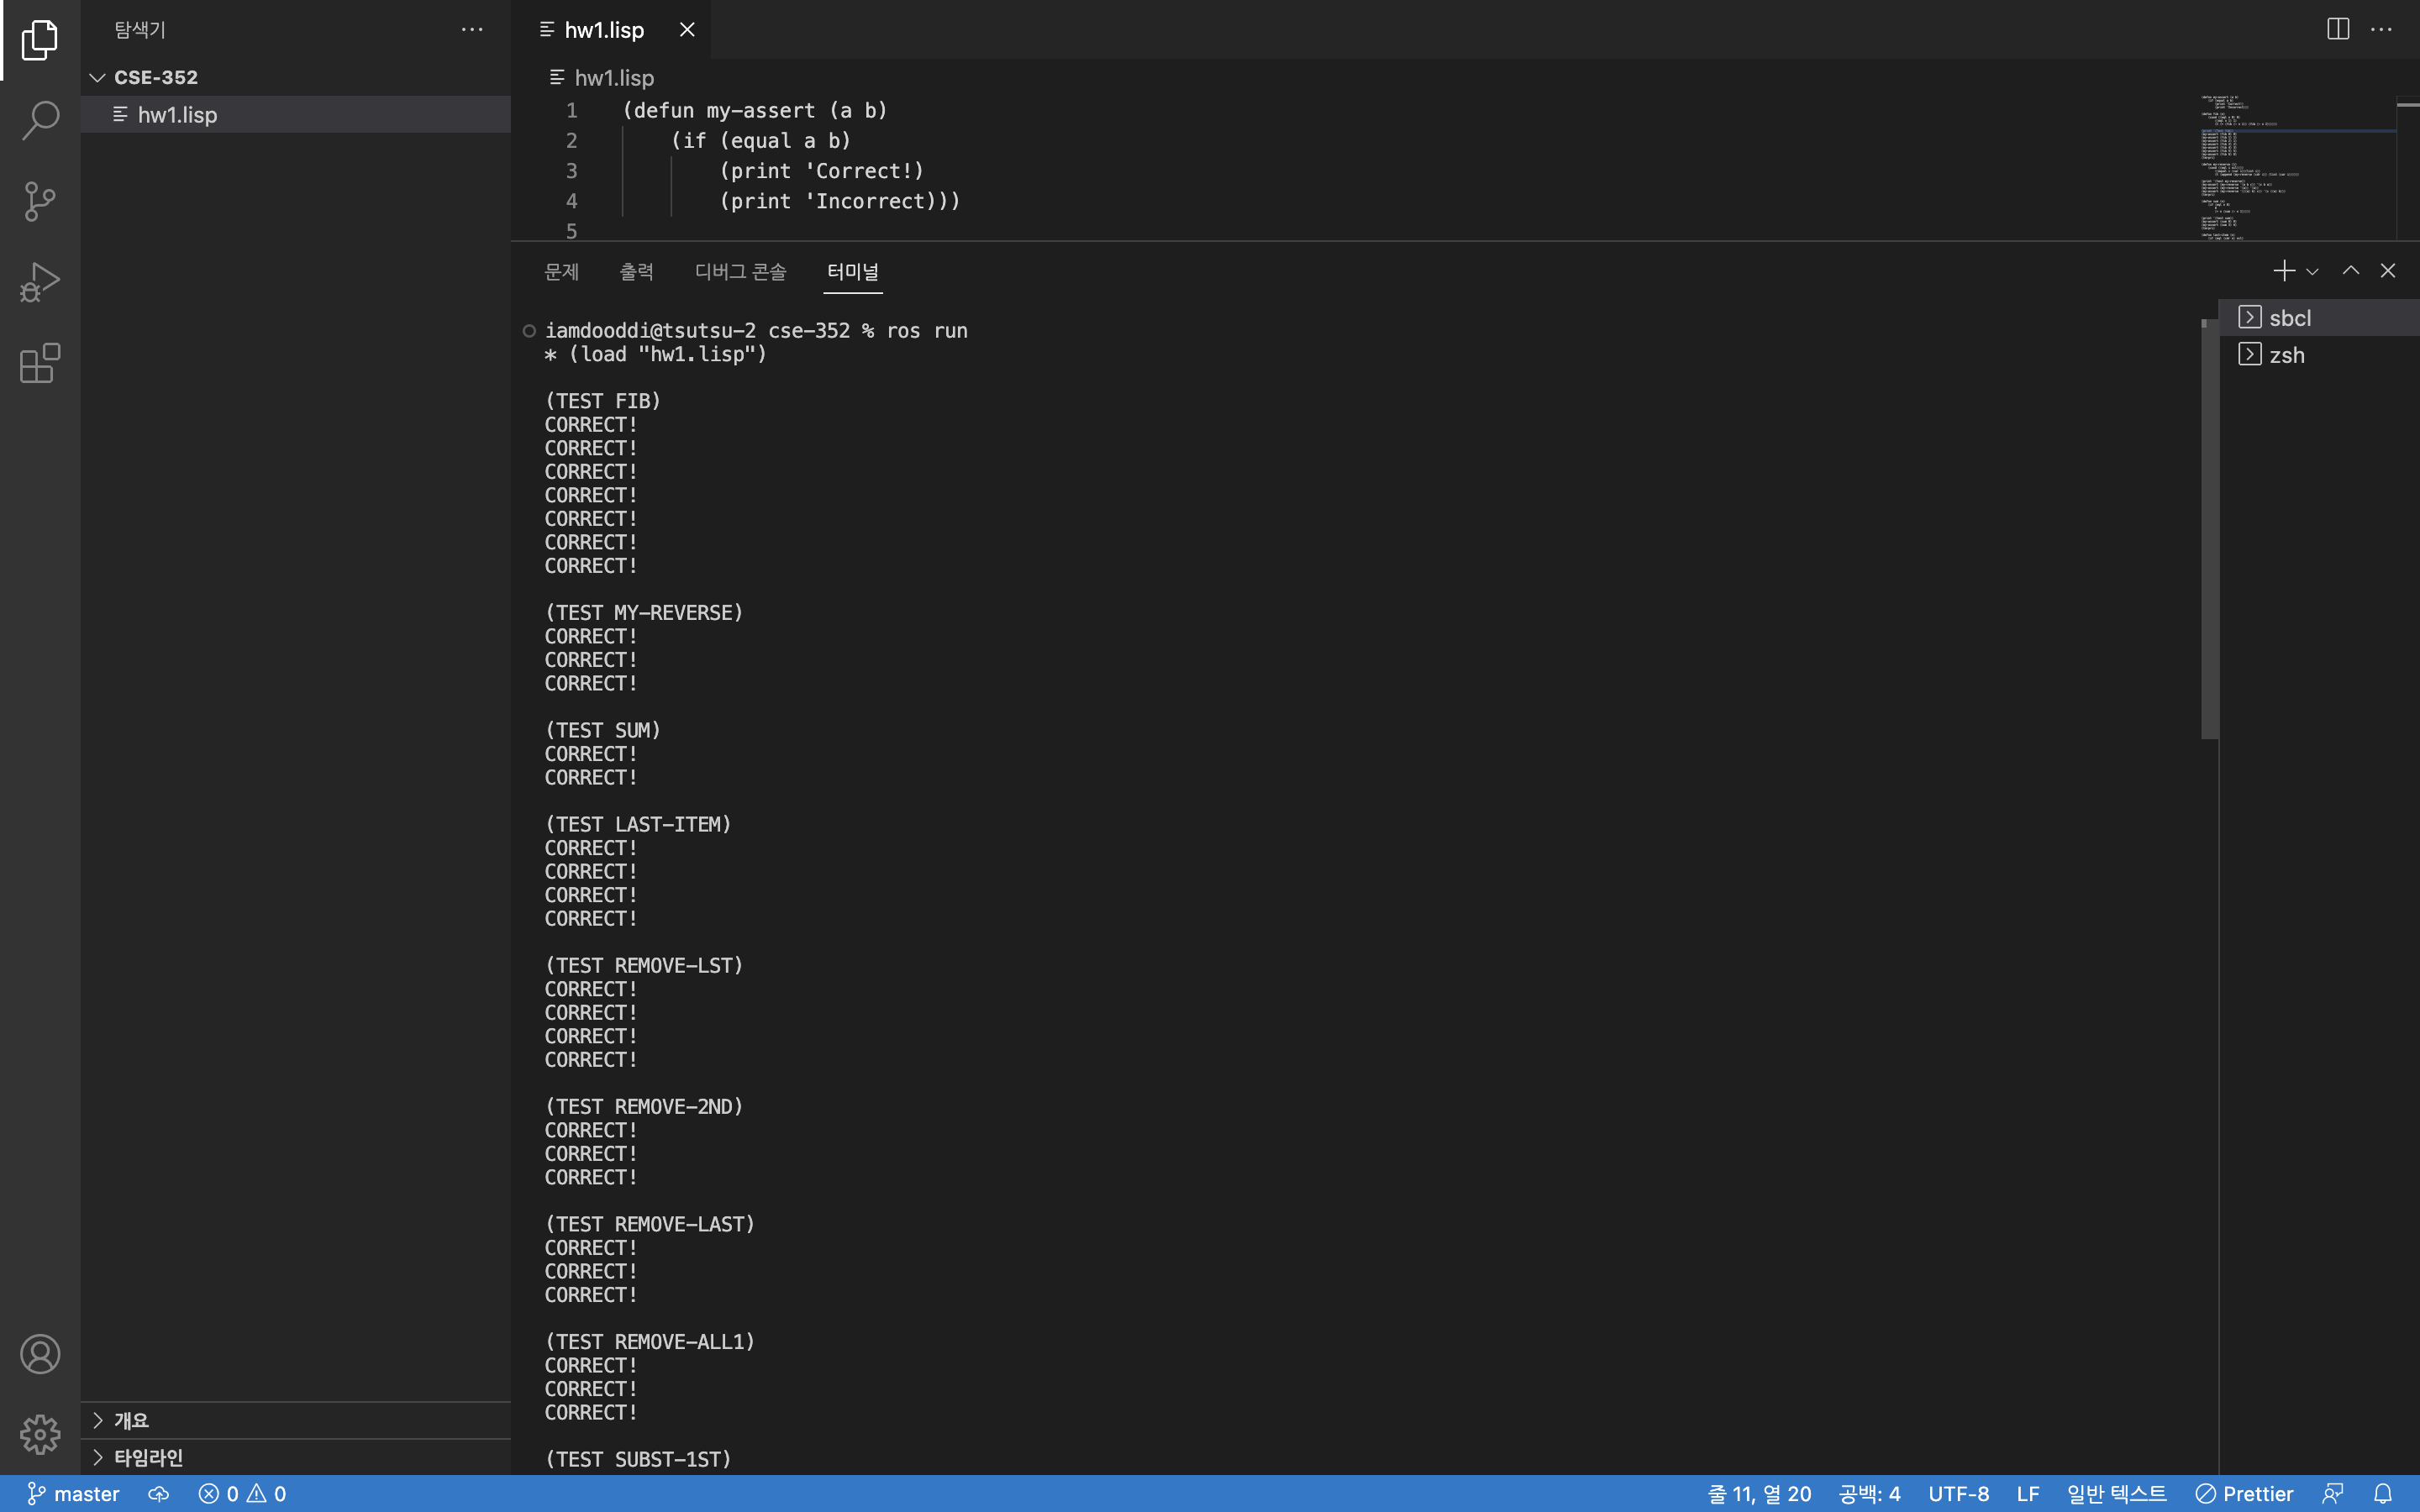 탐색기
CSE-352
hw1.lisp
hw1.lisp
hw1.lisp
1 (defun my-assert (a b)
2 (if (equal a b)
3 (print 'Correct!)
4 (print 'Incorrect)))
5
문제 출력 디버그 콘솔 터미널
sbcl
zsh
iamdooddi@tsutsu-2 cse-352 % ros run
* (load "hw1.lisp")
(TEST FIB)
CORRECT!
CORRECT!
CORRECT!
CORRECT!
CORRECT!
CORRECT!
CORRECT!
(TEST MY-REVERSE)
CORRECT!
CORRECT!
CORRECT!
(TEST SUM)
CORRECT!
CORRECT!
(TEST LAST-ITEM)
CORRECT!
CORRECT!
CORRECT!
CORRECT!
(TEST REMOVE-LST)
CORRECT!
CORRECT!
CORRECT!
CORRECT!
(TEST REMOVE-2ND)
CORRECT!
CORRECT!
CORRECT!
(TEST REMOVE-LAST)
CORRECT!
CORRECT!
CORRECT!
(TEST REMOVE-ALL1)
CORRECT!
CORRECT!
CORRECT!
(TEST SUBST-1ST)
개요
타임라인
master 0 0 줄 11, 열 20 공백: 4 UTF-8 LF 일반 텍스트 Prettier